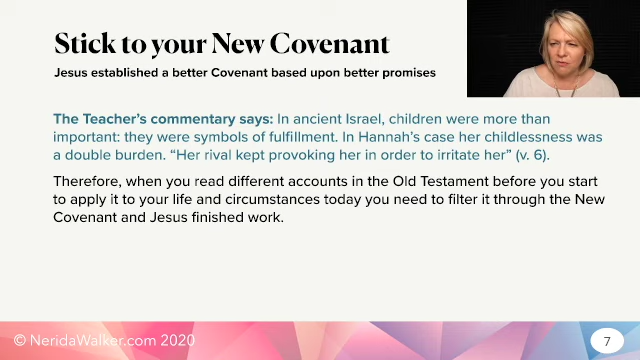 Stick to your New Covenant
Jesus established a better Covenant based upon better promises
The Teacher's commentary says: In ancient Israel, children were more than
important: they were symbols of fulfillment. In Hannah's case her childlessness was
a double burden. "Her rival kept provoking her in order to irritate her" (v. 6).
Therefore, when you read different accounts in the Old Testament before you start
to apply it to your life and circumstances today you need to filter it through the New
Covenant and Jesus finished work.
© NeridaWalker.com 2020
7